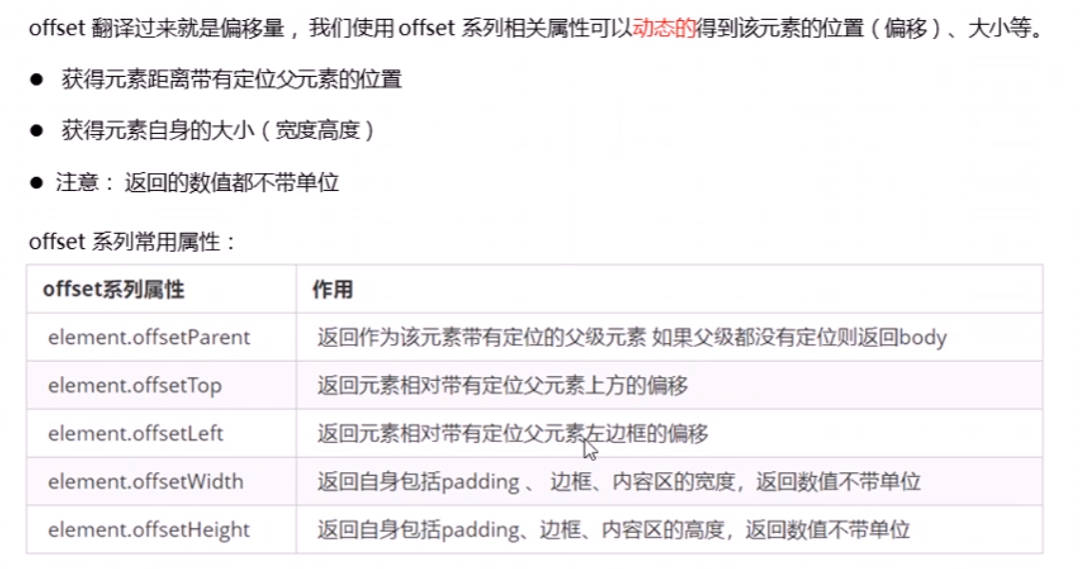 offset 翻译过来就是偏移量， 我们使用 offset 系列相关属性可以动态的得到该元素的位置（偏移）、大小等。
● 获得元素距离带有定位父元素的位置
● 获得元素自身的大小（宽度高度）
● 注意： 返回的数值都不带单位
offset 系列常用属性：
offset系列属性 作用
element.offsetParent 返回作为该元素带有定位的父级元素 如果父级都没有定位则返回body
element.offsetTop 返回元素相对带有定位父元素上方的偏移
element.offsetLeft 返回元素相对带有定位父元素左边框的偏移
element.offsetWidth 返回自身包括padding 、 边框、内容区的宽度，返回数值不带单位
element.offsetHeight 返回自身包括padding、边框、内容区的高度，返回数值不带单位